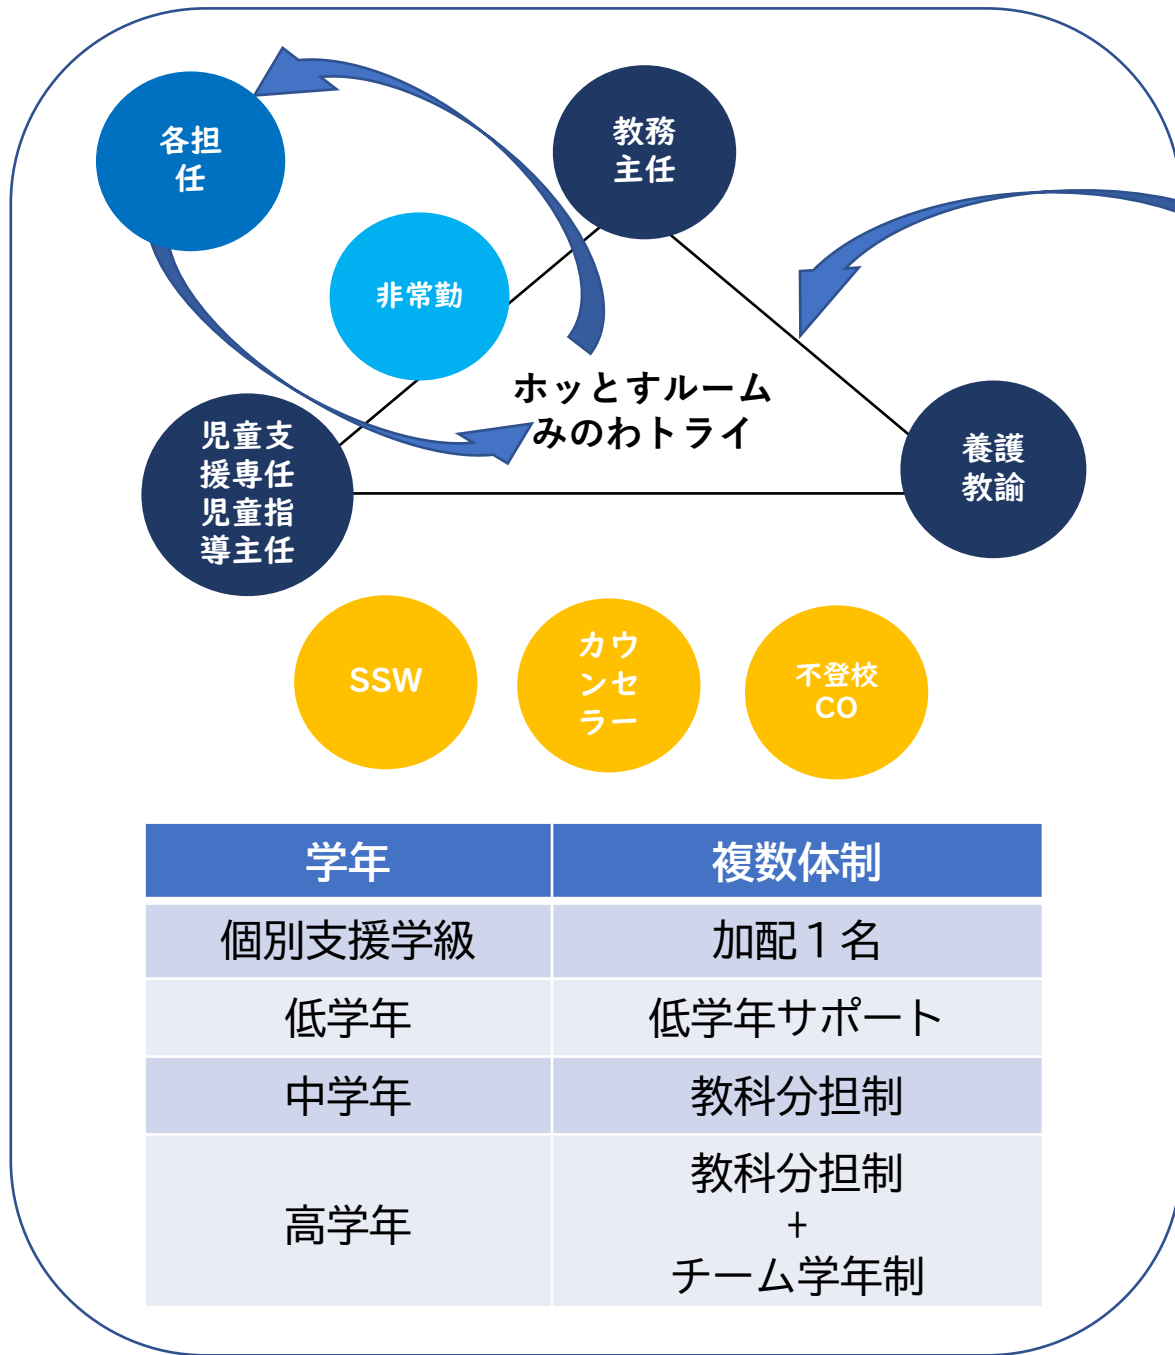 各担
任
教務
主任
非常勤
ホッとすルーム
みのわトライ
児童支
援専任
児童指
導主任
養護
教諭
SSW
カウ
ンセ
ラー
不登校
CO
学年 複数体制
個別支援学級 加配１名
低学年 低学年サポート
中学年 教科分担制
高学年 教科分担制
+
チーム学年制